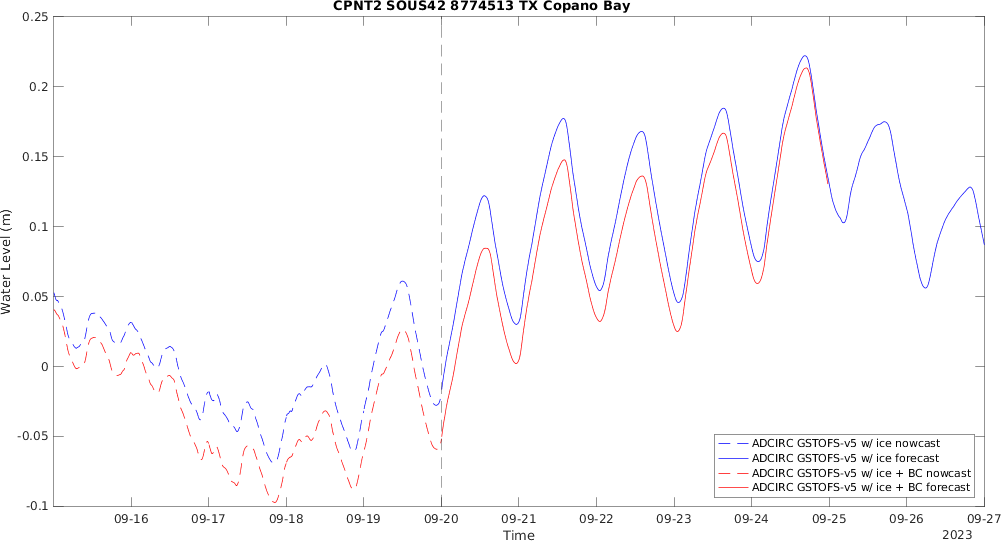 CPNT2 SOUS42 8774513 TX Copano Bay
0.25
0.2
0.15
0.1
0.05
0
-0.05
-0.1
Water Level (m)
ADCIRC GSTOFS-v5 w/ ice nowcast
ADCIRC GSTOFS-v5 w/ ice forecast
ADCIRC GSTOFS-v5 w/ ice + BC nowcast
ADCIRC GSTOFS-v5 w/ ice + BC forecast
09-16 09-17 09-18 09-19 09-20 09-21 09-22 09-23 09-24 09-25 09-26 09-27
Time
2023